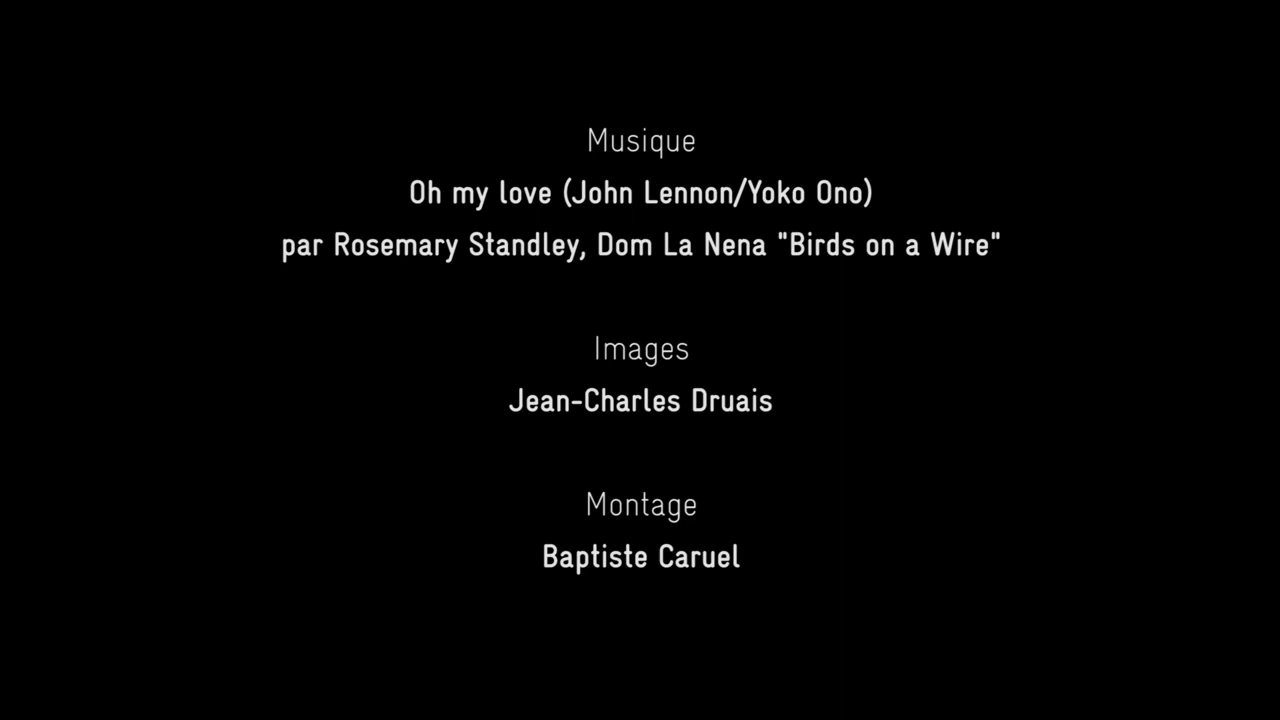 Musique
Oh my love (John Lennon/Yoko Ono)
par Rosemary Standley, Dom La Nena "Birds on a Wire"
Images
Jean-Charles Druais
Montage
Baptiste Caruel